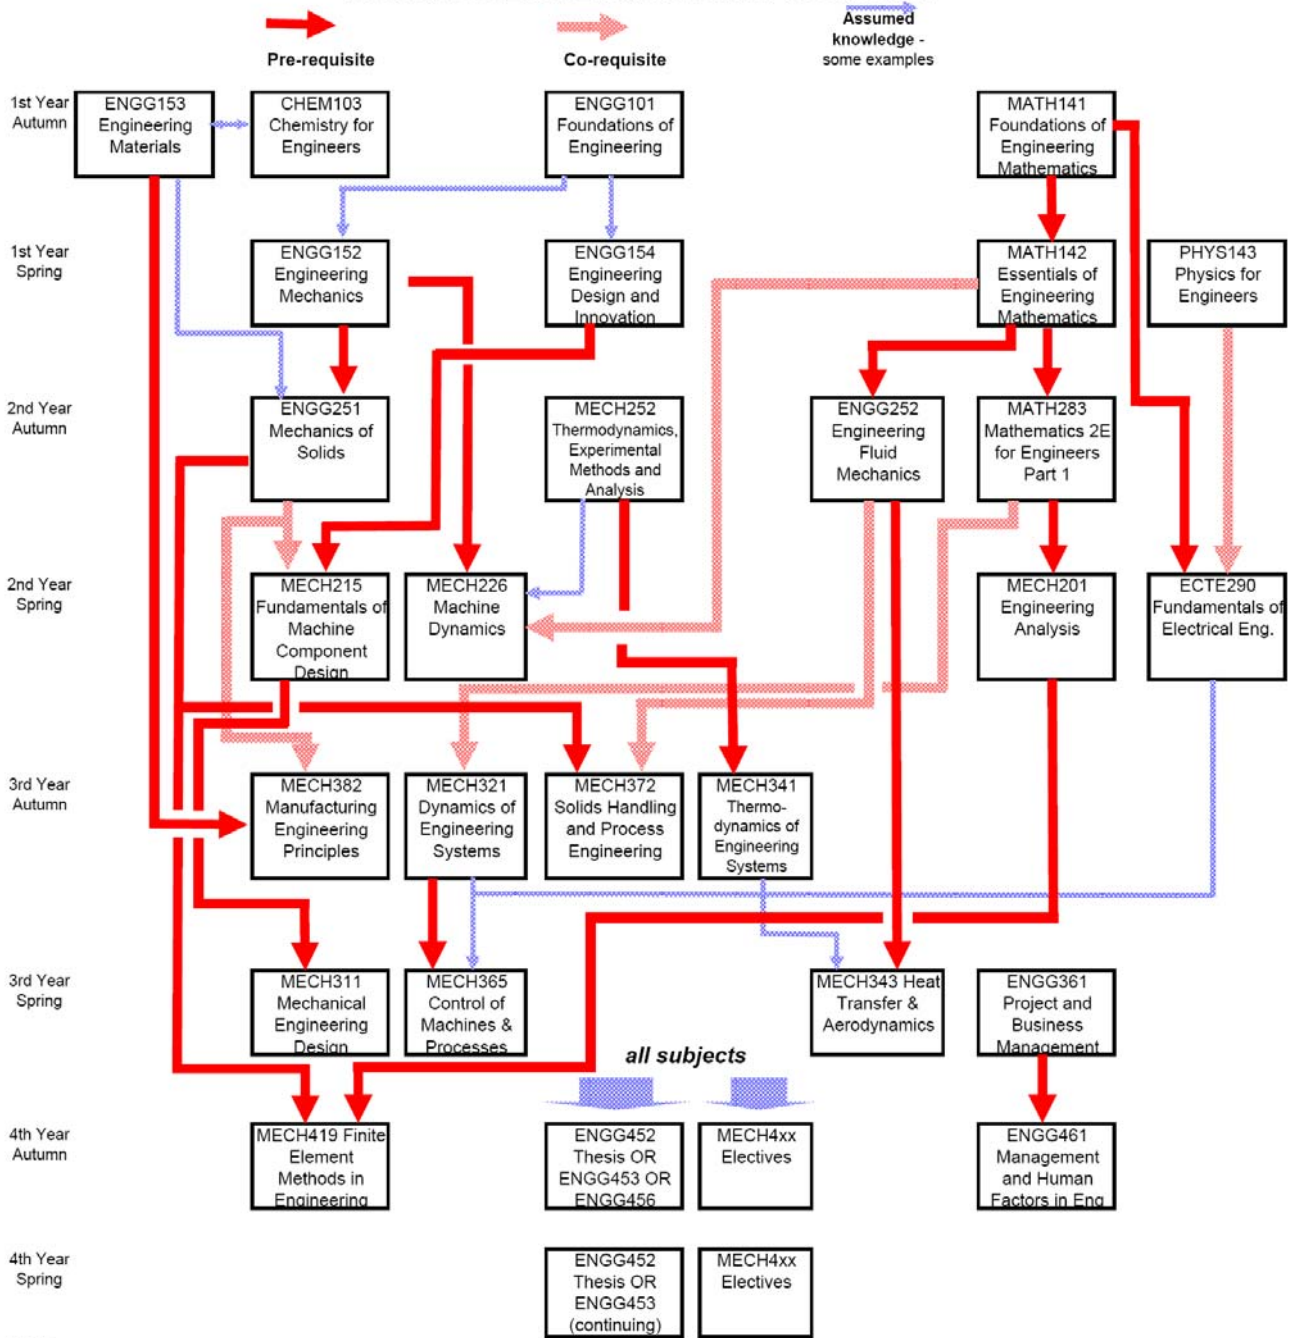 Pre-requisite
Co-requisite
Assumed
knowledge -
some examples
1st Year
Autumn
ENGG153
Engineering
Materials
CHEM103
Chemistry for
Engineers
ENGG101
Foundations of
Engineering
MATH141
Foundations of
Engineering
Mathematics
1st Year
Spring
ENGG152
Engineering
Mechanics
ENGG154
Engineering
Design and
Innovation
MATH142
Essentials of
Engineering
Mathematics
PHYS143
Physics for
Engineers
2nd Year
Autumn
ENGG251
Mechanics of
Solids
MECH252
Thermodynamics,
Experimental
Methods and
Analysis
ENGG252
Engineering
Fluid
Mechanics
MATH283
Mathematics 2E
for Engineers
Part 1
2nd Year
Spring
MECH215
Fundamentals of
Machine
Component
Design
MECH226
Machine
Dynamics
MECH201
Engineering
Analysis
ECTE290
Fundamentals of
Electrical Eng.
3rd Year
Autumn
MECH382
Manufacturing
Engineering
Principles
MECH321
Dynamics of
Engineering
Systems
MECH372
Solids Handling
and Process
Engineering
MECH341
Thermo-
dynamics of
Engineering
Systems
3rd Year
Spring
MECH311
Mechanical
Engineering
Design
MECH365
Control of
Machines &
Processes
MECH343 Heat
Transfer &
Aerodynamics
ENGG361
Project and
Business
Management
all subjects
4th Year
Autumn
MECH419 Finite
Element
Methods in
Engineering
ENGG452
Thesis OR
ENGG453 OR
ENGG456
MECH4xx
Electives
ENGG461
Management
and Human
Factors in Eng
4th Year
Spring
ENGG452
Thesis OR
ENGG453
(continuing)
MECH4xx
Electives